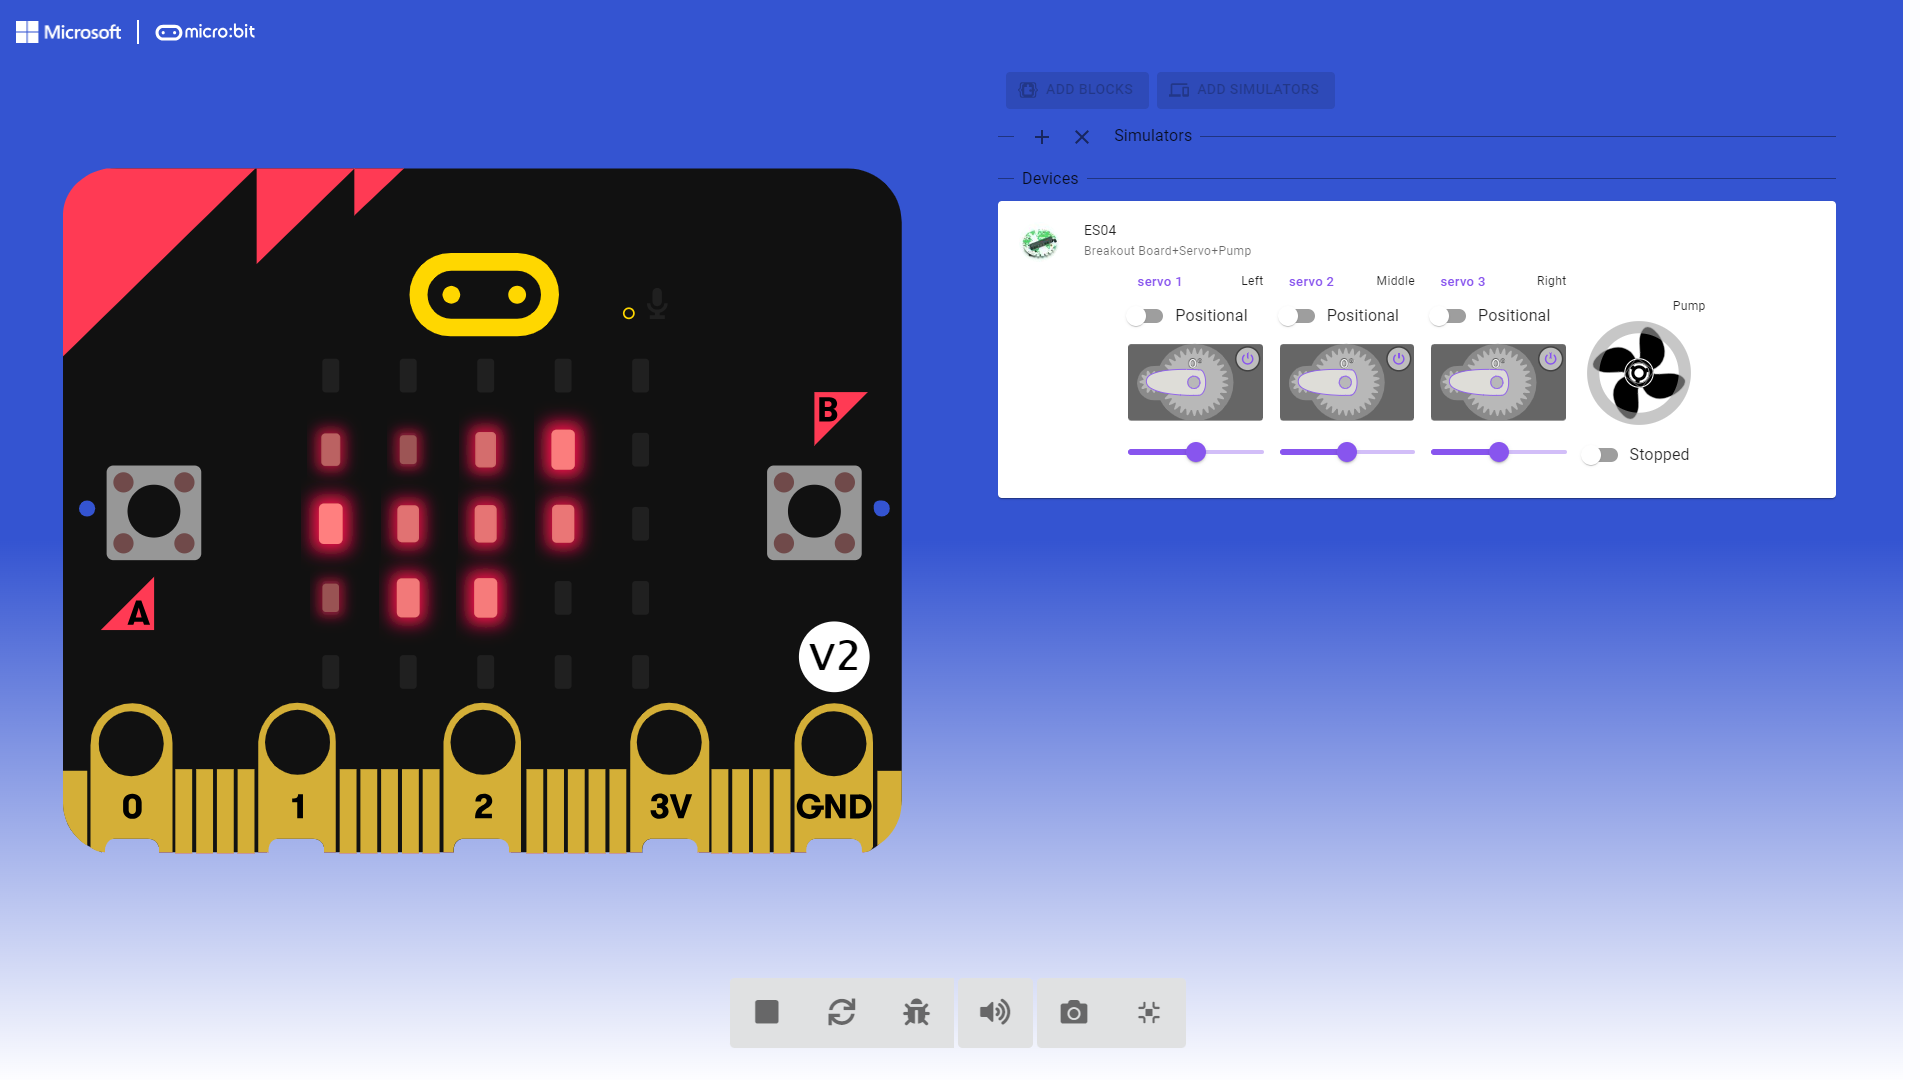 Microsoft | micro:bit
ADD BLOCKS ADD SIMULATORS
Simulators
Devices
ES04
Breakout Board+Servo+Pump
servo 1 Left servo 2 Middle servo 3 Right
Pump
Positional Positional Positional
0° 0° 0°
Stopped
B
A
V2
0 1 2 3V GND